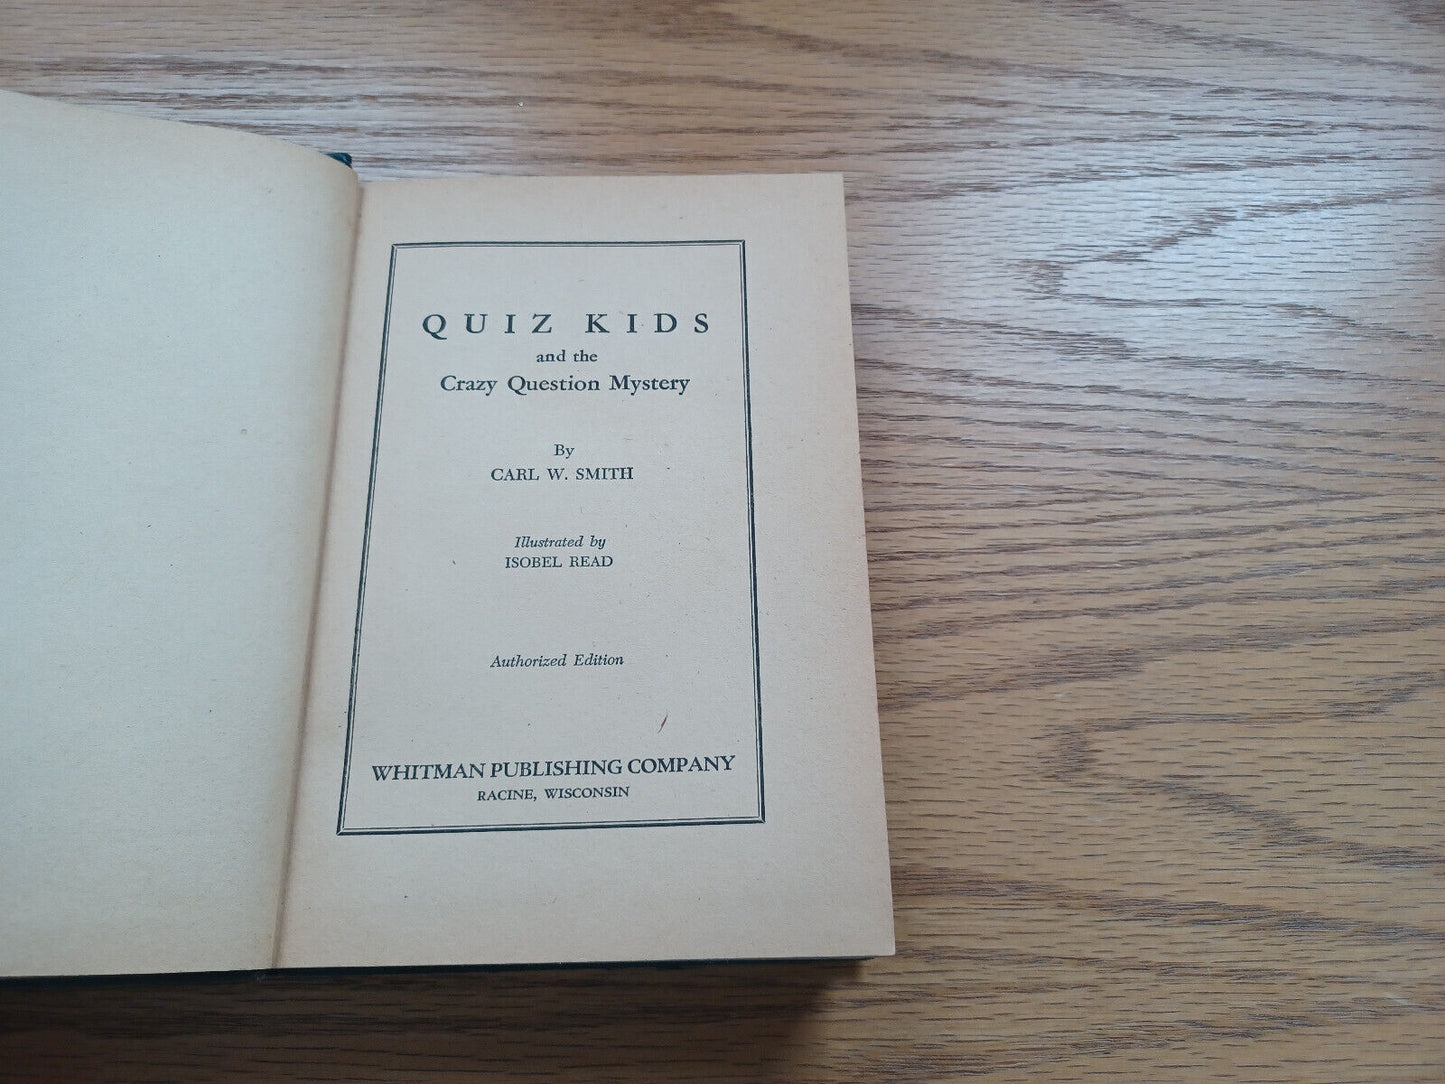 QUIZ KIDS
and the
Crazy Question Mystery
By
CARL W. SMITH
Illustrated by
ISOBEL READ
Authorized Edition
WHITMAN PUBLISHING COMPANY
RACINE, WISCONSIN